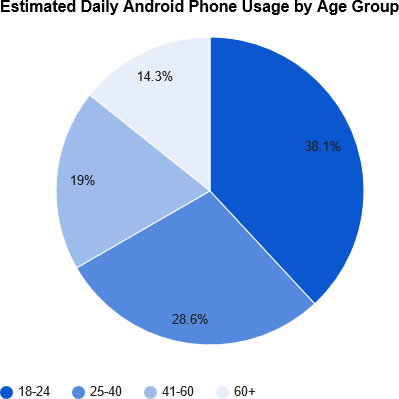 Estimated Daily Android Phone Usage by Age Group
14.3%
38.1%
19%
28.6%
18-24 25-40 41-60 60+